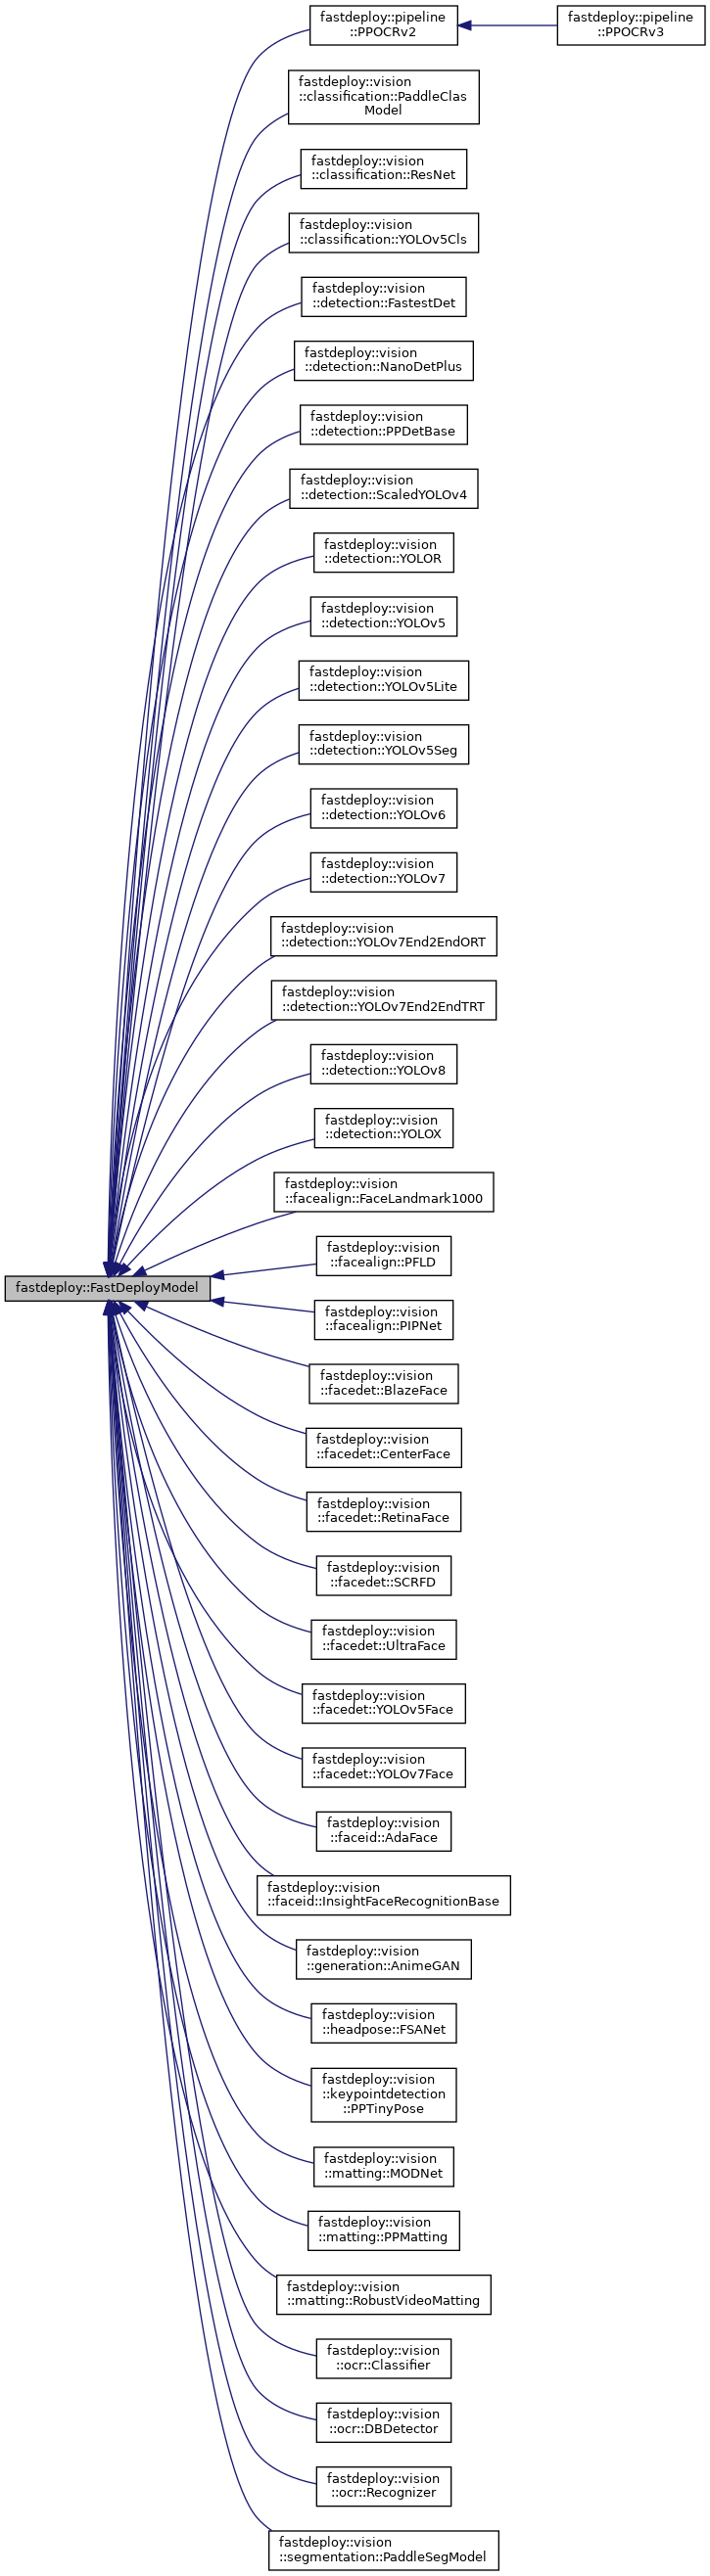 fastdeploy::pipeline
::PPOCRv2
fastdeploy::pipeline
::PPOCRv3
fastdeploy::vision
::classification::PaddleClas
Model
fastdeploy::vision
::classification::ResNet
fastdeploy::vision
::classification::YOLOv5Cls
fastdeploy::vision
::detection::FastestDet
fastdeploy::vision
::detection::NanoDetPlus
fastdeploy::vision
::detection::PPDetBase
fastdeploy::vision
::detection::ScaledYOLOv4
fastdeploy::vision
::detection::YOLOR
fastdeploy::vision
::detection::YOLOv5
fastdeploy::vision
::detection::YOLOv5Lite
fastdeploy::vision
::detection::YOLOv5Seg
fastdeploy::vision
::detection::YOLOv6
fastdeploy::vision
::detection::YOLOv7
fastdeploy::vision
::detection::YOLOv7End2EndORT
fastdeploy::vision
::detection::YOLOv7End2EndTRT
fastdeploy::vision
::detection::YOLOv8
fastdeploy::vision
::detection::YOLOX
fastdeploy::vision
::facealign::FaceLandmark1000
fastdeploy::vision
::facealign::PFLD
fastdeploy::FastDeployModel
fastdeploy::vision
::facealign::PIPNet
fastdeploy::vision
::facedet::BlazeFace
fastdeploy::vision
::facedet::CenterFace
fastdeploy::vision
::facedet::RetinaFace
fastdeploy::vision
::facedet::SCRFD
fastdeploy::vision
::facedet::UltraFace
fastdeploy::vision
::facedet::YOLOv5Face
fastdeploy::vision
::facedet::YOLOv7Face
fastdeploy::vision
::faceid::AdaFace
fastdeploy::vision
::faceid::InsightFaceRecognitionBase
fastdeploy::vision
::generation::AnimeGAN
fastdeploy::vision
::headpose::FSANet
fastdeploy::vision
::keypointdetection
::PPTinyPose
fastdeploy::vision
::matting::MODNet
fastdeploy::vision
::matting::PPMatting
fastdeploy::vision
::matting::RobustVideoMatting
fastdeploy::vision
::ocr::Classifier
fastdeploy::vision
::ocr::DBDetector
fastdeploy::vision
::ocr::Recognizer
fastdeploy::vision
::segmentation::PaddleSegModel